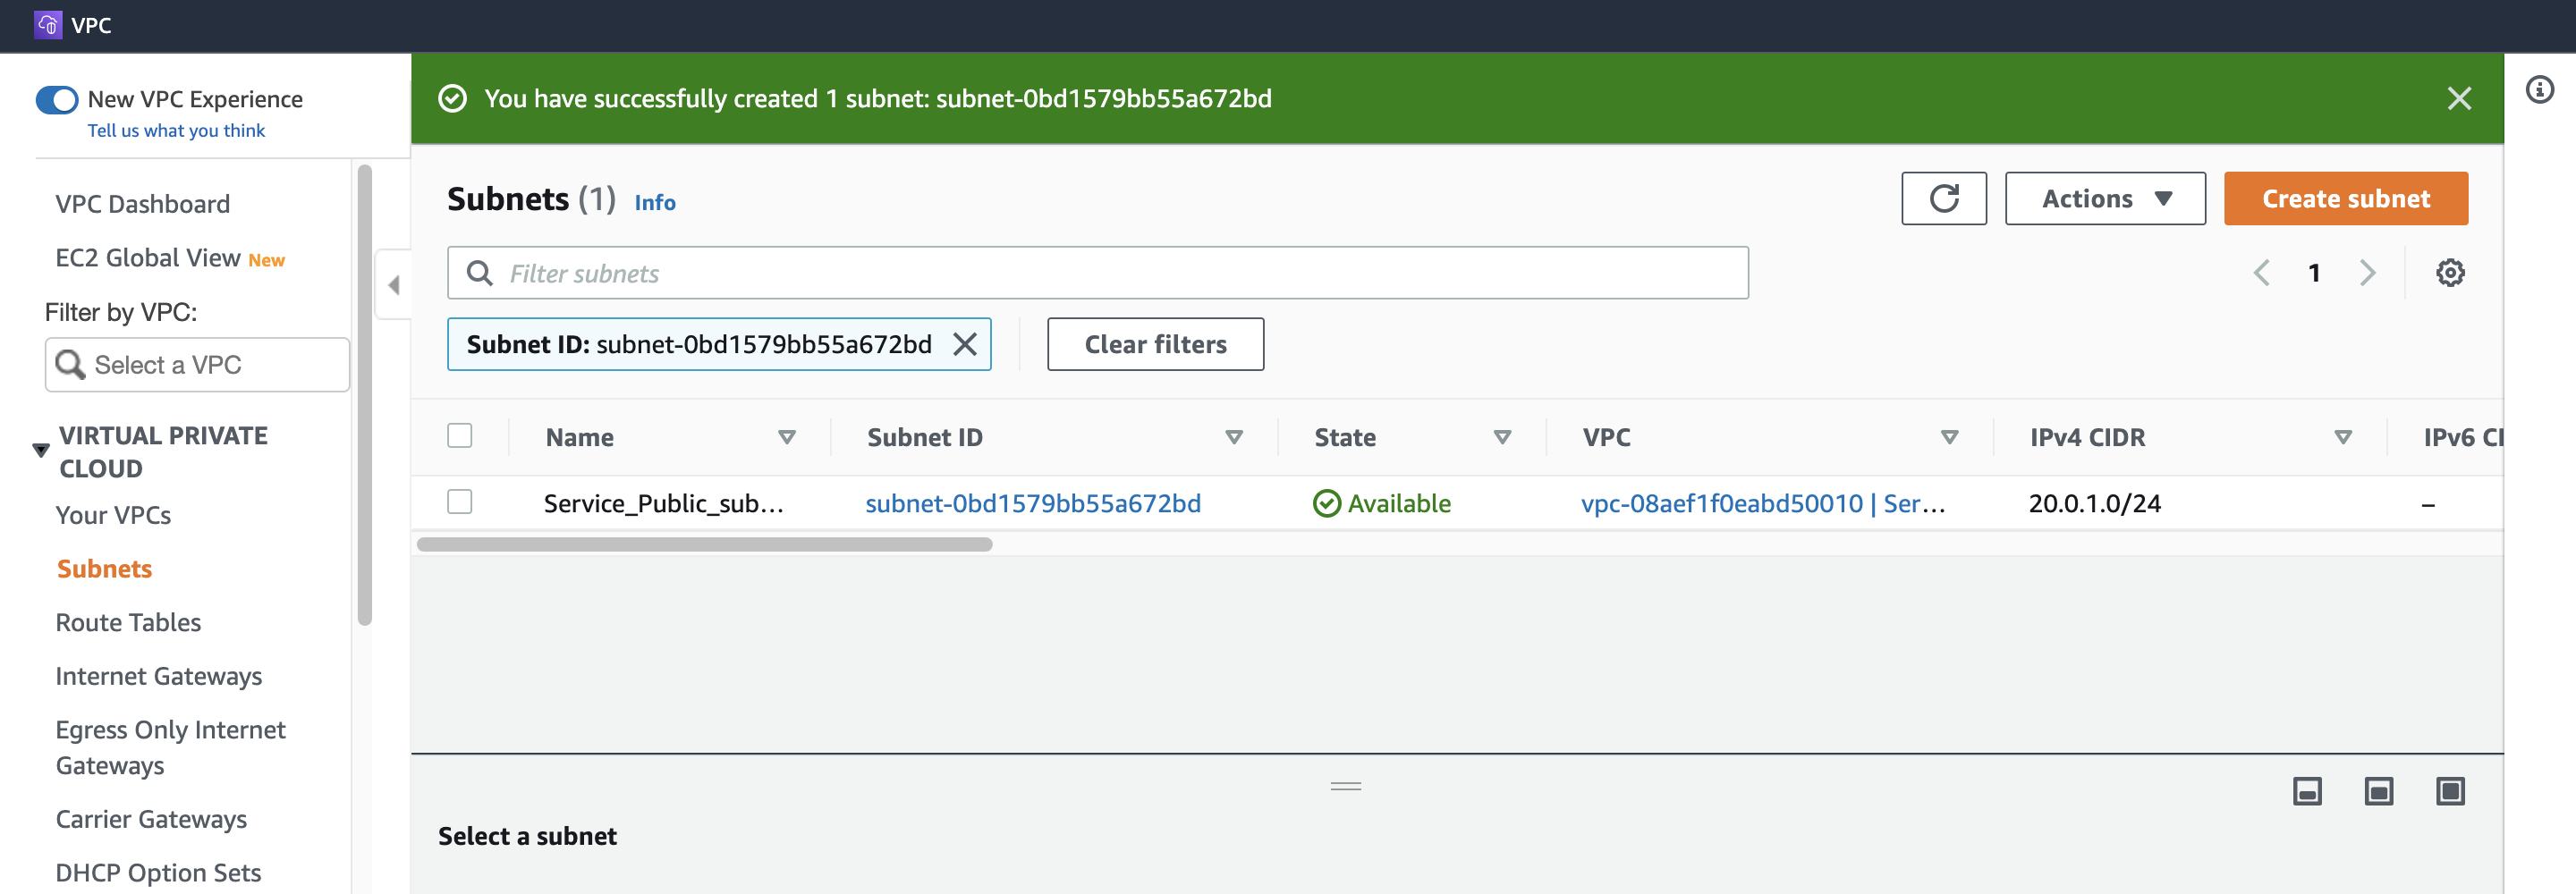 VPC
New VPC Experience
Tell us what you think
VPC Dashboard
EC2 Global View New
Filter by VPC:
Select a VPC
VIRTUAL PRIVATE
CLOUD
Your VPCs
Subnets
Route Tables
Internet Gateways
Egress Only Internet
Gateways
Carrier Gateways
DHCP Option Sets
You have successfully created 1 subnet: subnet-0bd1579bb55a672bd
Subnets (1) Info
Actions
Create subnet
Filter subnets
1
Subnet ID: subnet-0bd1579bb55a672bd
Clear filters
Name Subnet ID State VPC IPv4 CIDR IPv6 CI
Service_Public_sub... subnet-0bd1579bb55a672bd Available vpc-08aef1f0eabd50010 | Ser... 20.0.1.0/24 –
Select a subnet